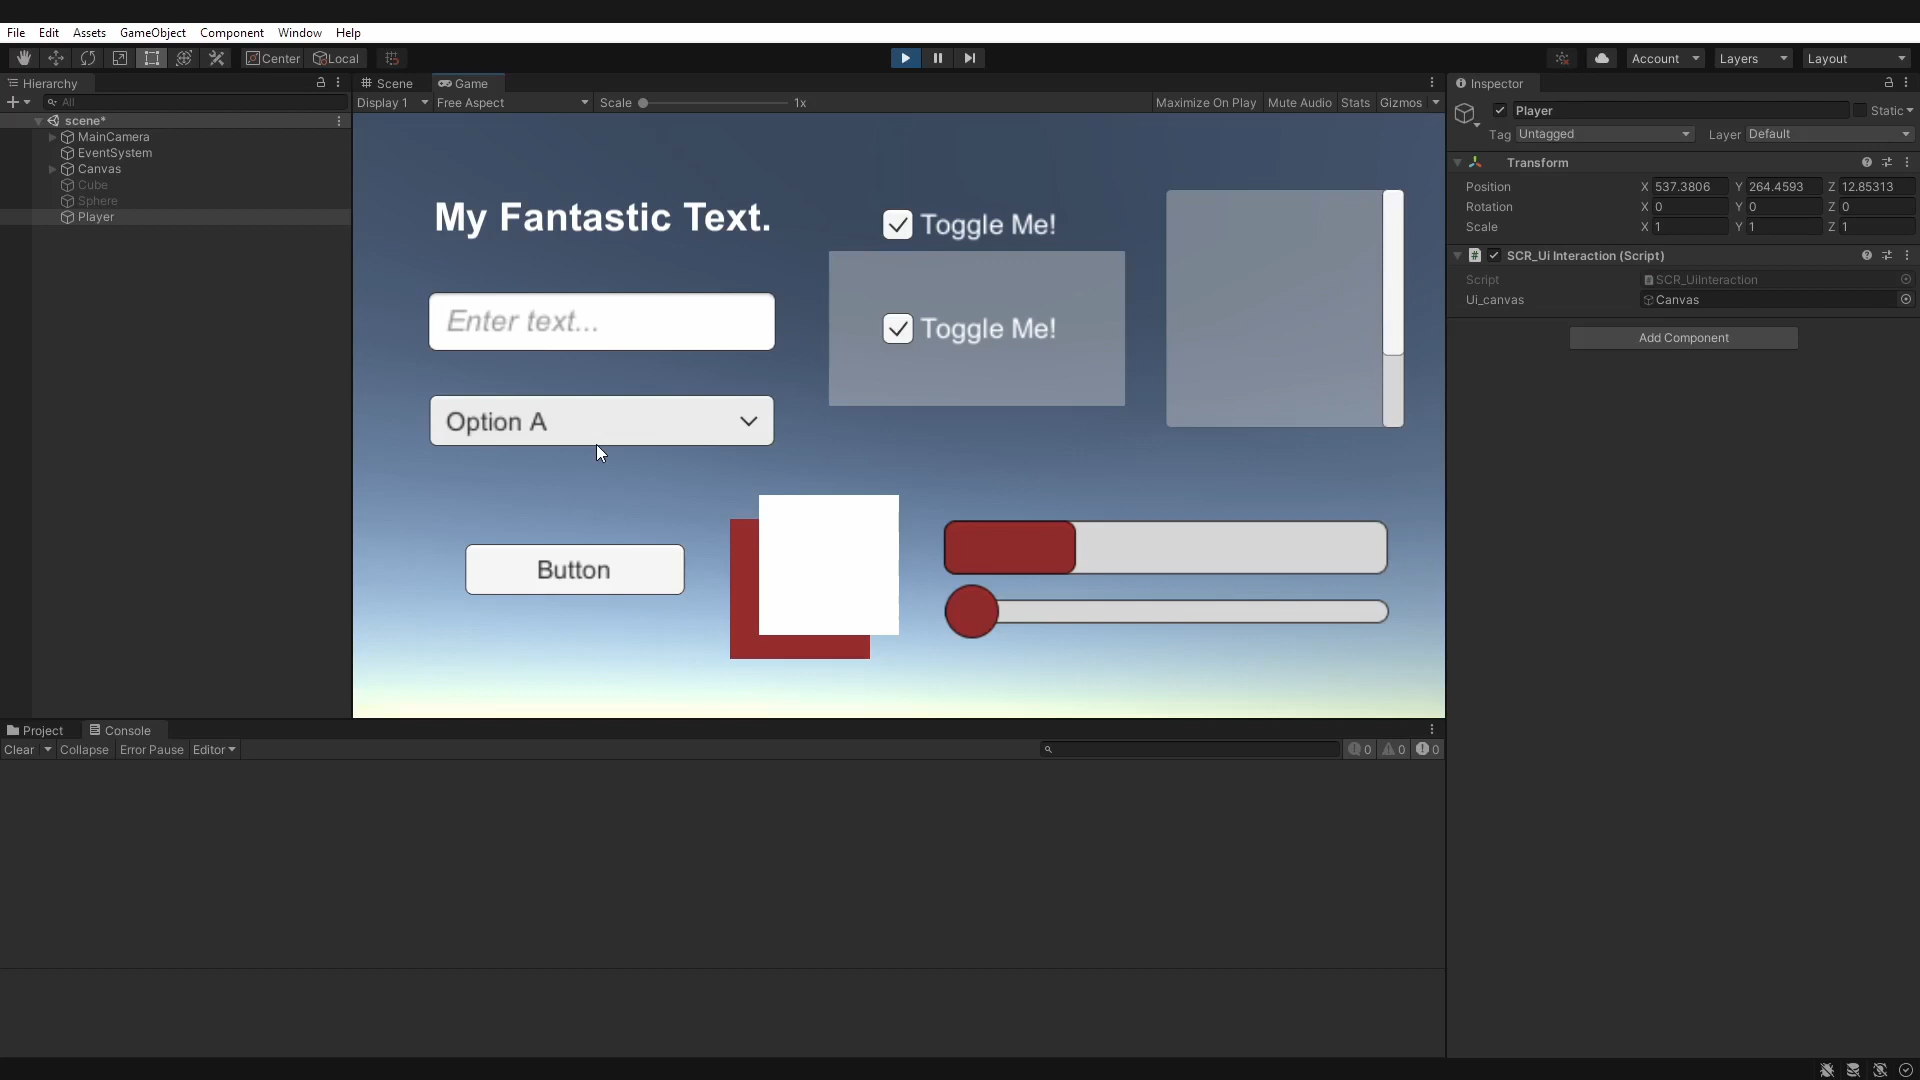 File Edit Assets GameObject Component Window Help
Center Local Account Layers Layout
Hierarchy
All
scene*
MainCamera
EventSystem
Canvas
Cube
Sphere
Player
Scene Game
Display 1 Free Aspect Scale 1x Maximize On Play Mute Audio Stats Gizmos
My Fantastic Text.
Enter text...
Option A
Button
Toggle Me!
Toggle Me!
Inspector
Player Static
Tag Untagged Layer Default
Transform
Position X 537.3806 Y 264.4593 Z 12.85313
Rotation X 0 Y 0 Z 0
Scale X 1 Y 1 Z 1
SCR_Ui Interaction (Script)
Script SCR_UiInteraction
Ui_canvas Canvas
Add Component
Project Console
Clear Collapse Error Pause Editor 0 0 0